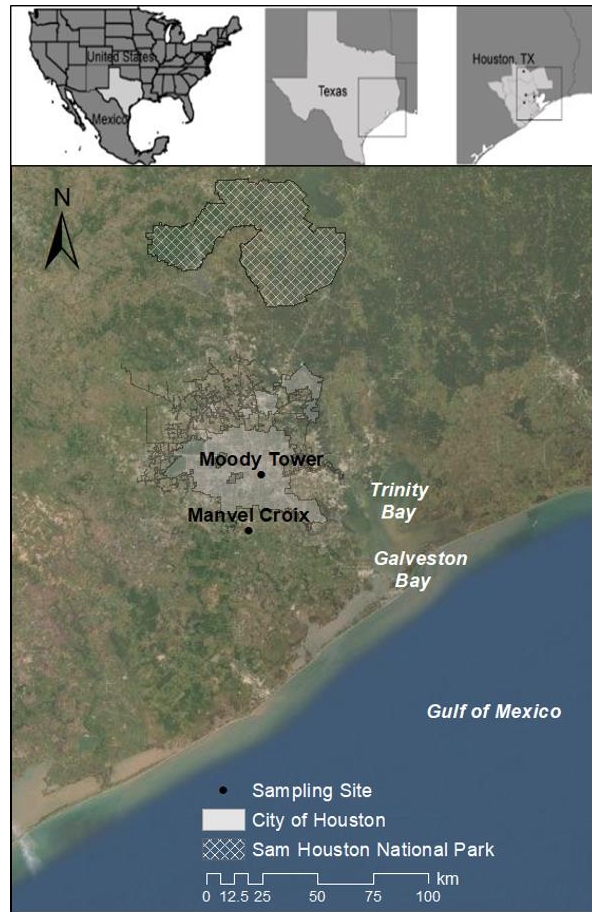 United States
Mexico
Texas
Houston, TX
N
Moody Tower
Manvel Croix
Trinity
Bay
Galveston
Bay
Gulf of Mexico
Sampling Site
City of Houston
Sam Houston National Park
km
0 12.5 25 50 75 100